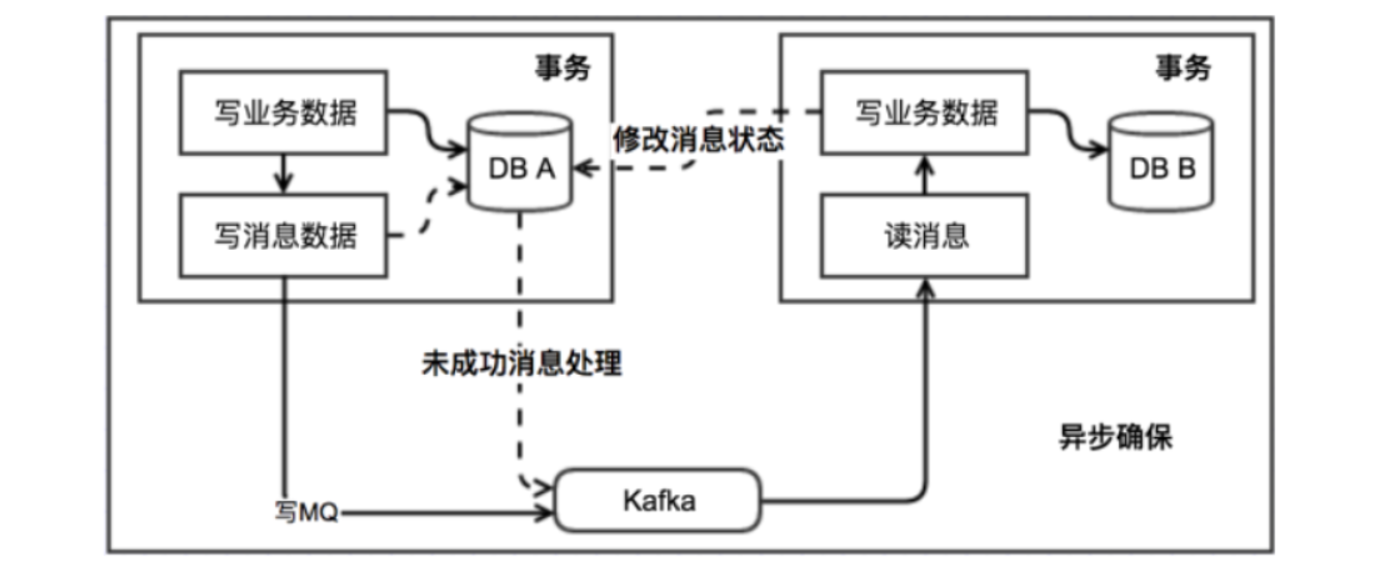 事务
事务
写业务数据
写业务数据
修改消息状态
DB A
DB B
写消息数据
读消息
未成功消息处理
异步确保
Kafka
写MQ